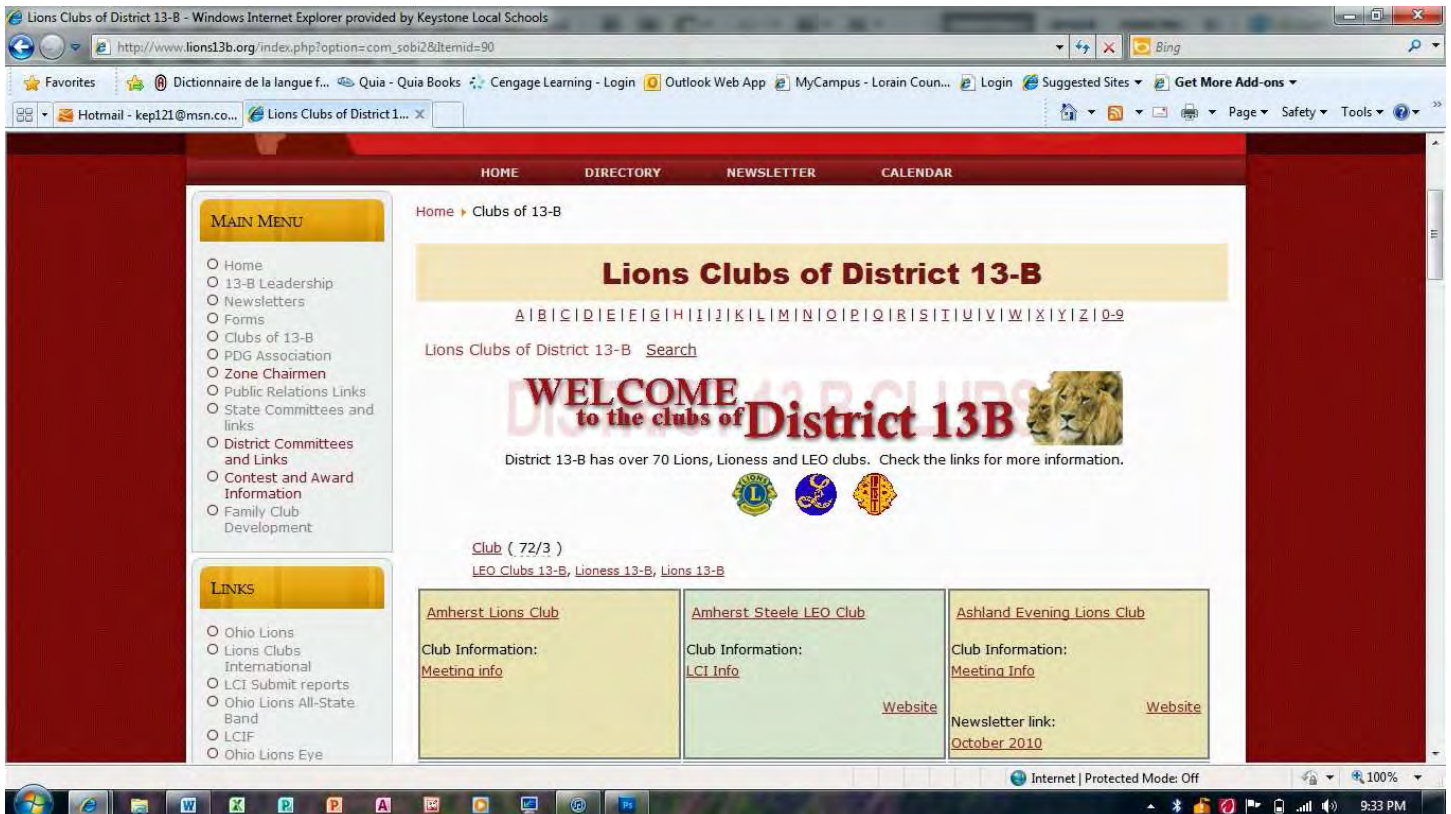 Lions Clubs of District 13-B - Windows Internet Explorer provided by Keystone Local Schools
http://www.lions13b.org/index.php?option=com_sobi2&Itemid=90
Bing
Favorites Dictionnaire de la langue f... Quia - Quia Books Cengage Learning - Login Outlook Web App MyCampus - Lorain Coun... Login Suggested Sites Get More Add-ons
Hotmail - kep121@msn.co... Lions Clubs of District 1... Page Safety Tools
HOME DIRECTORY NEWSLETTER CALENDAR
MAIN MENU
Home
13-B Leadership
Newsletters
Forms
Clubs of 13-B
PDG Association
Zone Chairmen
Public Relations Links
State Committees and
links
District Committees
and Links
Contest and Award
Information
Family Club
Development
LINKS
Ohio Lions
Lions Clubs
International
LCI Submit reports
Ohio Lions All-State
Band
LCIF
Ohio Lions Eye
Home Clubs of 13-B
Lions Clubs of District 13-B
A | B | C | D | E | F | G | H | I | J | K | L | M | N | O | P | Q | R | S | T | U | V | W | X | Y | Z | 0-9
Lions Clubs of District 13-B Search
DISTRICT 13-B CLUBS
WELCOME
to the clubs of District 13B
District 13-B has over 70 Lions, Lioness and LEO clubs. Check the links for more information.
Club ( 72/3 )
LEO Clubs 13-B, Lioness 13-B, Lions 13-B
Amherst Lions Club
Club Information:
Meeting info
Amherst Steele LEO Club
Club Information:
LCI Info
Website
Ashland Evening Lions Club
Club Information:
Meeting Info
Website
Newsletter link:
October 2010
Internet | Protected Mode: Off 100%
9:33 PM